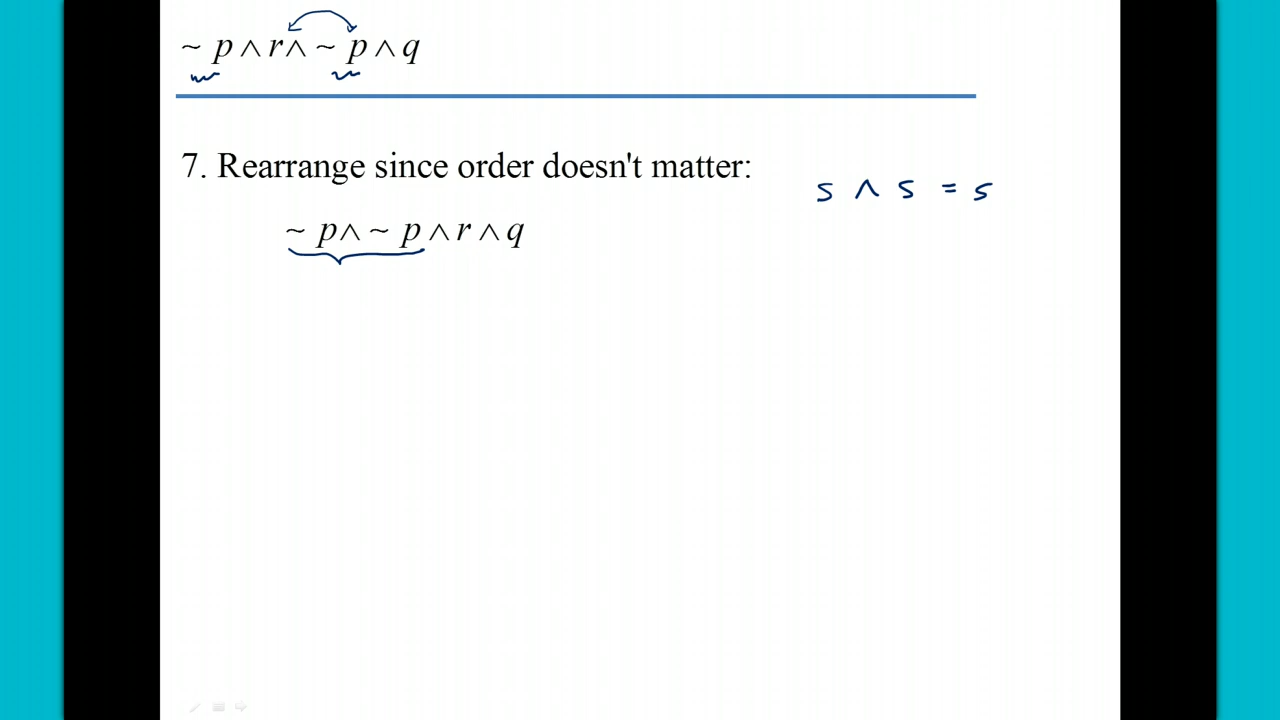 ~ p ∧ r ∧ ~ p ∧ q
7. Rearrange since order doesn't matter:
s ∧ s = s
~ p ∧ ~ p ∧ r ∧ q